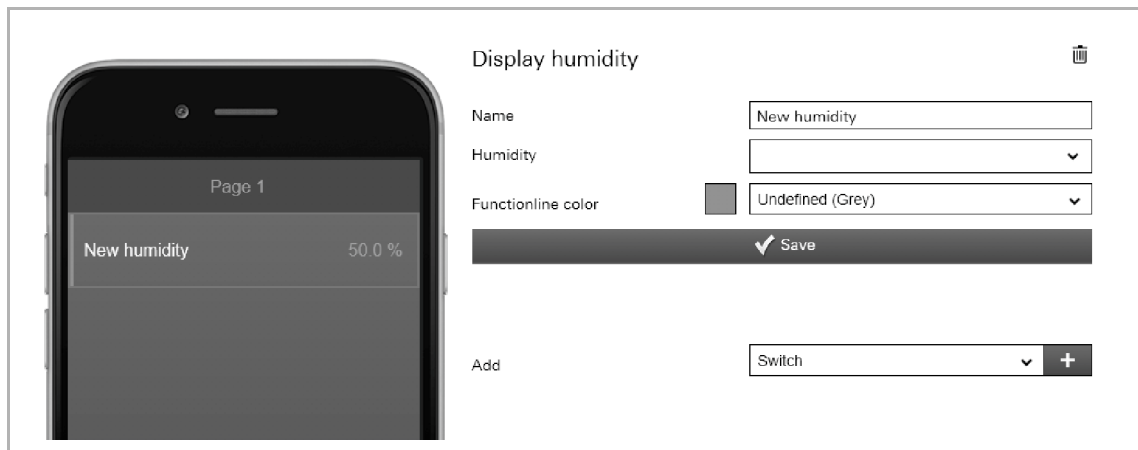 Page 1
New humidity 50.0 %
Display humidity
Name New humidity
Humidity
Functionline color Undefined (Grey)
Save
Add Switch